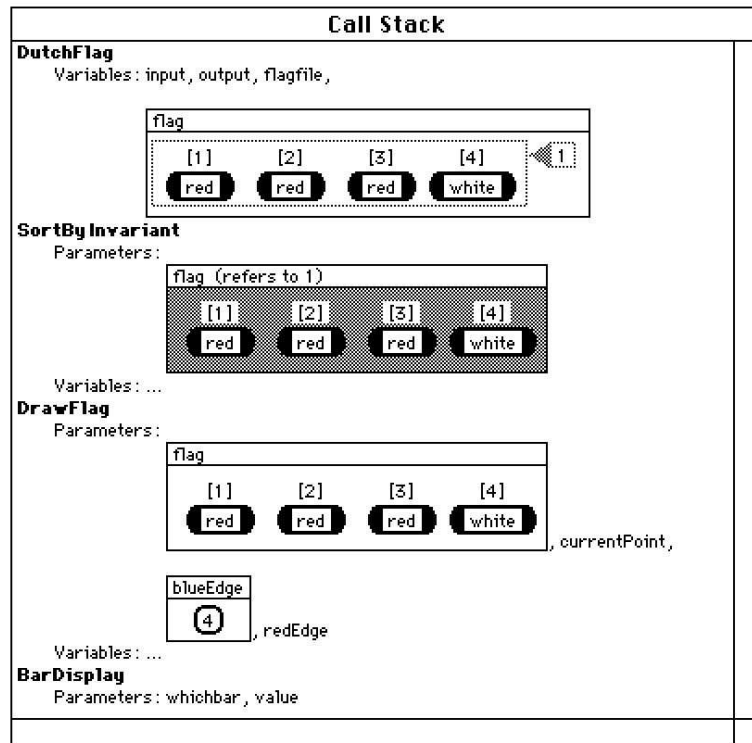 Call Stack
DutchFlag
Variables: input, output, flagfile,
flag
[1] [2] [3] [4]
1
red red red white
SortByInvariant
Parameters:
flag (refers to 1)
[1] [2] [3] [4]
red red red white
Variables: ...
DrawFlag
Parameters:
flag
[1] [2] [3] [4]
red red red white
, currentPoint,
blueEdge
4
, redEdge
Variables: ...
BarDisplay
Parameters: whichbar, value